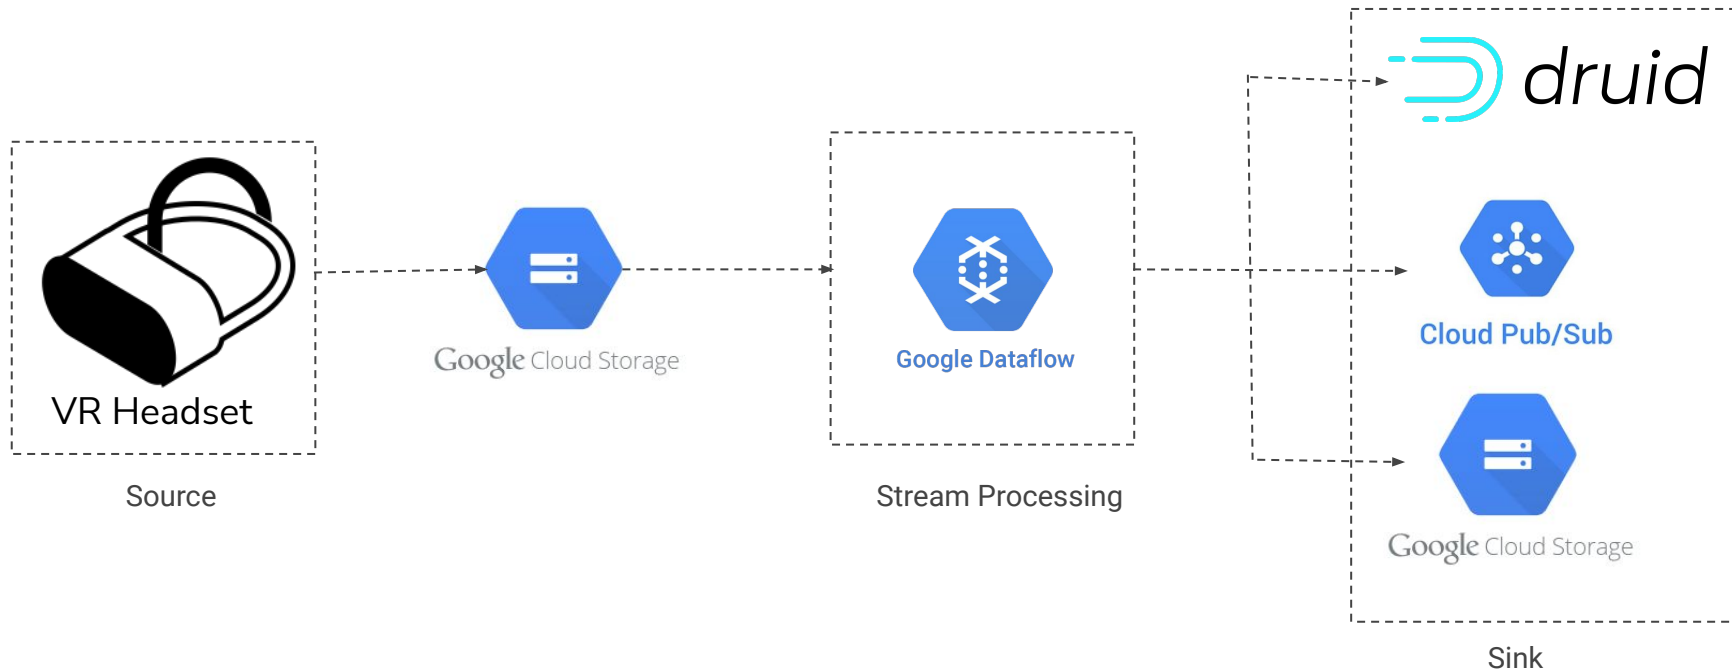 druid
VR Headset
Google Cloud Storage
Google Dataflow
Cloud Pub/Sub
Google Cloud Storage
Source
Stream Processing
Sink